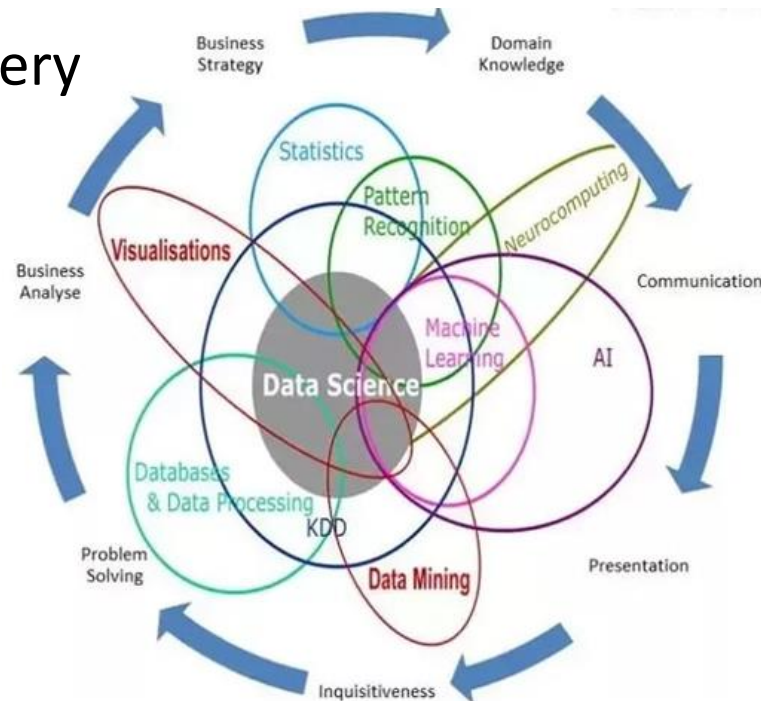 ery
Business
Strategy
Domain
Knowledge
Statistics
Pattern
Recognition
Neurocomputing
Visualisations
Business
Analyse
Communication
Machine
Learning
AI
Data Science
Databases
& Data Processing
KDD
Problem
Solving
Data Mining
Presentation
Inquisitiveness